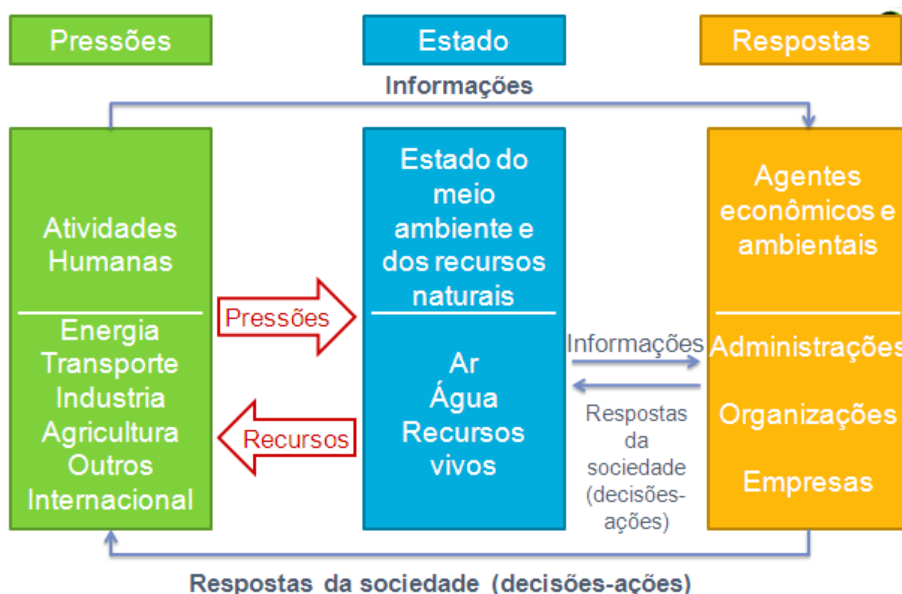 Pressões
Estado
Respostas
Informações
Atividades
Humanas
Energia
Transporte
Industria
Agricultura
Outros
Internacional
Pressões
Recursos
Estado do
meio
ambiente e
dos recursos
naturais
Ar
Água
Recursos
vivos
Informações
Respostas
da
sociedade
(decisões-
ações)
Agentes
econômicos e
ambientais
Administrações
Organizações
Empresas
Respostas da sociedade (decisões-ações)